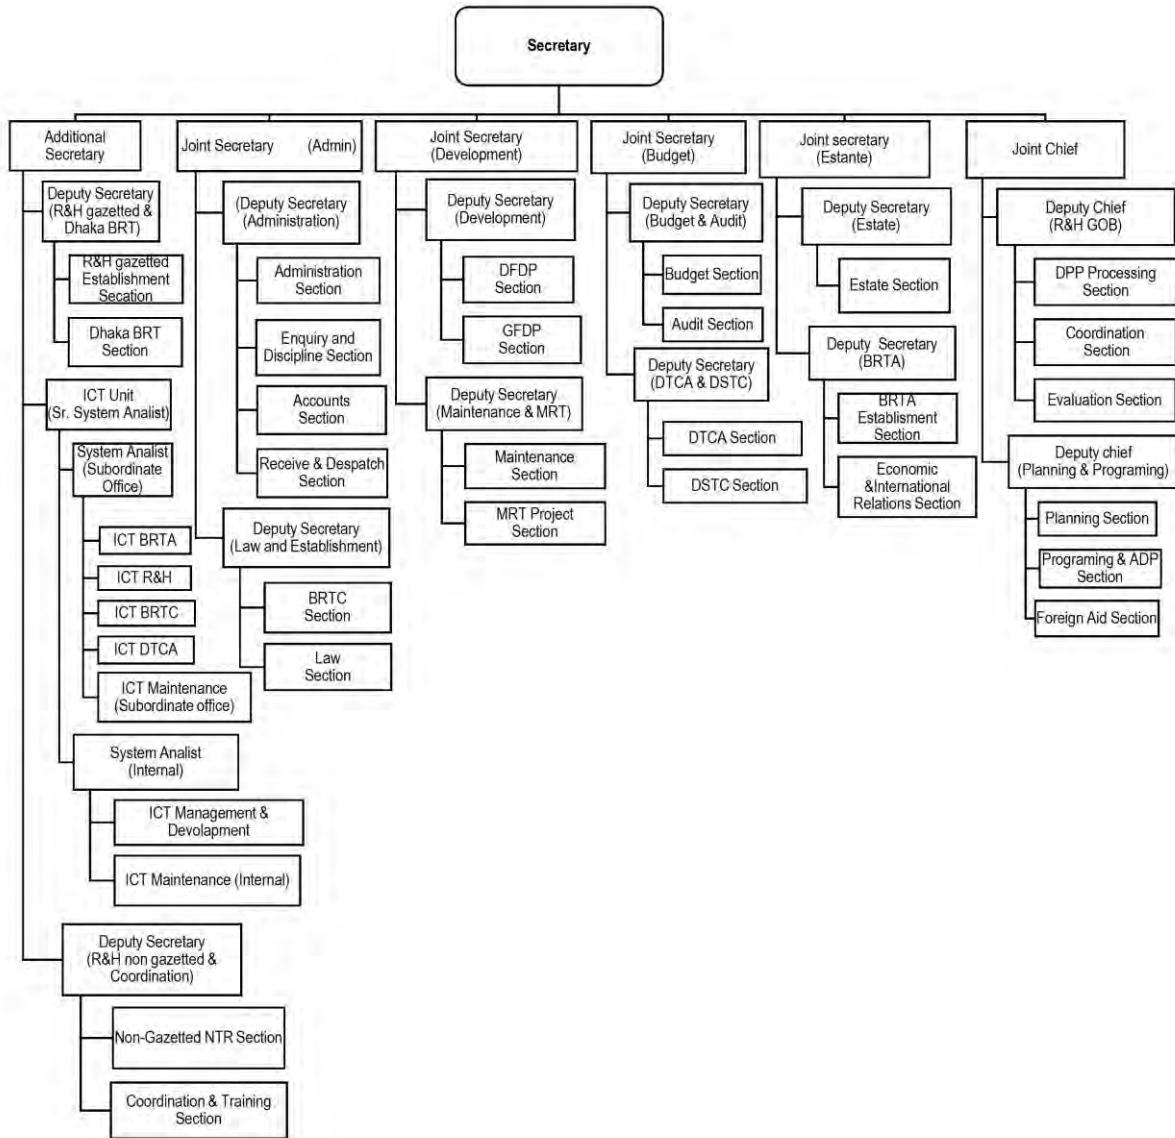 Secretary
Additional
Secretary
Deputy Secretary
(R&H gazetted &
Dhaka BRT)
R&H gazetted
Establishment
Secation
Dhaka BRT
Section
ICT Unit
(Sr. System Analist)
System Analist
(Subordinate
Office)
ICT BRTA
ICT R&H
ICT BRTC
ICT DTCA
ICT Maintenance
(Subordinate office)
System Analist
(Internal)
ICT Management &
Devolapment
ICT Maintenance (Internal)
Deputy Secretary
(R&H non gazetted &
Coordination)
Non-Gazetted NTR Section
Coordination & Training
Section
Joint Secretary (Admin)
(Deputy Secretary
(Administration)
Administration
Section
Enquiry and
Discipline Section
Accounts
Section
Receive & Despatch
Section
Deputy Secretary
(Law and Establishment)
BRTC
Section
Law
Section
Joint Secretary
(Development)
Deputy Secretary
(Development)
DFDP
Section
GFDP
Section
Deputy Secretary
(Maintenance & MRT)
Maintenance
Section
MRT Project
Section
Joint Secretary
(Budget)
Deputy Secretary
(Budget & Audit)
Budget Section
Audit Section
Deputy Secretary
(DTCA & DSTC)
DTCA Section
DSTC Section
Joint secretary
(Estante)
Deputy Secretary
(Estate)
Estate Section
Deputy Secretary
(BRTA)
BRTA
Establisment
Section
Economic
&International
Relations Section
Joint Chief
Deputy Chief
(R&H GOB)
DPP Processing
Section
Coordination
Section
Evaluation Section
Deputy chief
(Planning & Programing)
Planning Section
Programing & ADP
Section
Foreign Aid Section